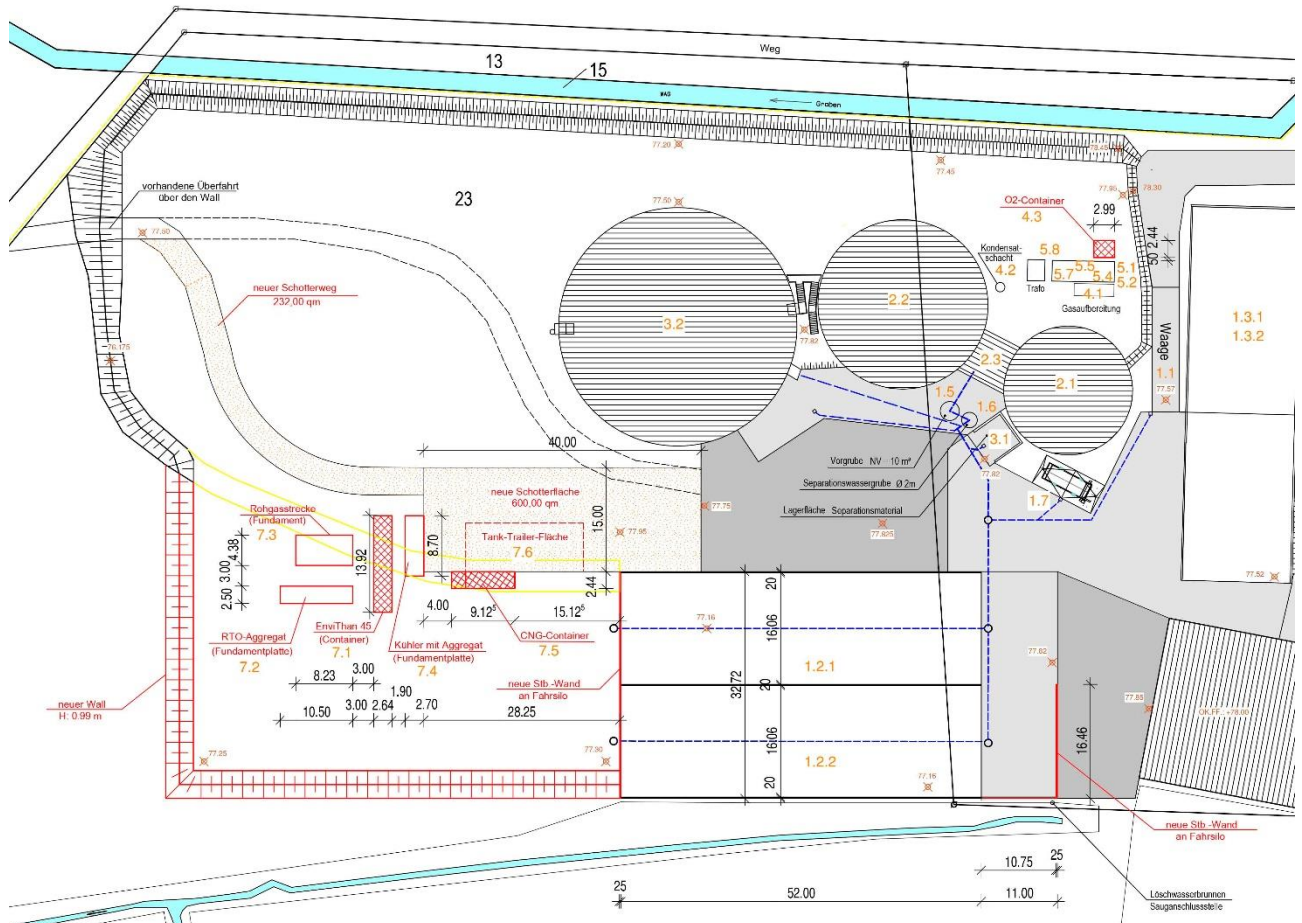 Weg
13
15
WAS
Graben
77.20
77.45
78.45
77.95
78.30
vorhandene Überfahrt
über den Wall
23
77.50
O2-Container
4.3
2.99
2.44
50
77.80
Kondensat-
schacht
4.2
5.8
5.5
5.7
5.4
5.1
5.2
Trafo
4.1
Gasaufbereitung
neuer Schotterweg
232,00 qm
3.2
2.2
77.82
2.3
2.1
Waage
1.1
77.57
1.3.1
1.3.2
76.175
1.5
1.6
3.1
77.82
40.00
Vorgrube NV 10 m³
Separationswassergrube Ø 2m
Lagerfläche Separationsmaterial
1.7
neue Schotterfläche
600,00 qm
15.00
77.75
77.95
77.825
77.52
Rohgasstrecke
(Fundament)
7.3
Tank-Trailer-Fläche
7.6
4.38
3.00
2.50
13.92
8.70
2.44
4.00
9.12⁵
15.12⁵
RTO-Aggregat
(Fundamentplatte)
7.2
EnviThan 45
(Container)
7.1
Kühler mit Aggregat
(Fundamentplatte)
7.4
CNG-Container
7.5
77.16
20
16.06
32.72
1.2.1
77.82
8.23
3.00
1.90
10.50
3.00
2.64
2.70
28.25
neue Stb.-Wand
an Fahrsilo
20
77.88
OK.FF.: +78.00
neuer Wall
H: 0.99 m
77.25
77.90
16.06
1.2.2
77.16
20
16.46
neue Stb.-Wand
an Fahrsilo
10.75
25
25
52.00
11.00
Löschwasserbrunnen
Sauganschlussstelle